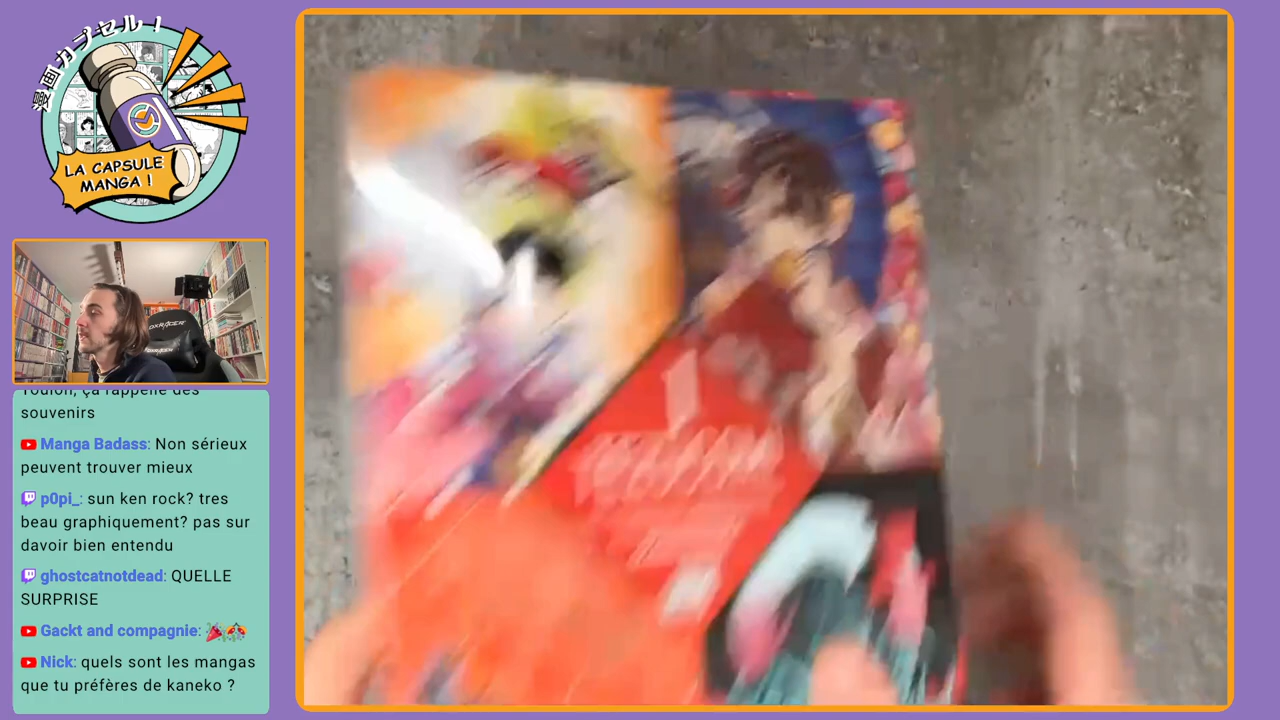 漫画カプセル！
LA CAPSULE
MANGA !
DXRACER
souvenirs
Manga Badass: Non sérieux
peuvent trouver mieux
p0pi_: sun ken rock? tres
beau graphiquement? pas sur
davoir bien entendu
ghostcatnotdead: QUELLE
SURPRISE
Gackt and compagnie: 🎉🎊
Nick: quels sont les mangas
que tu préfères de kaneko ?